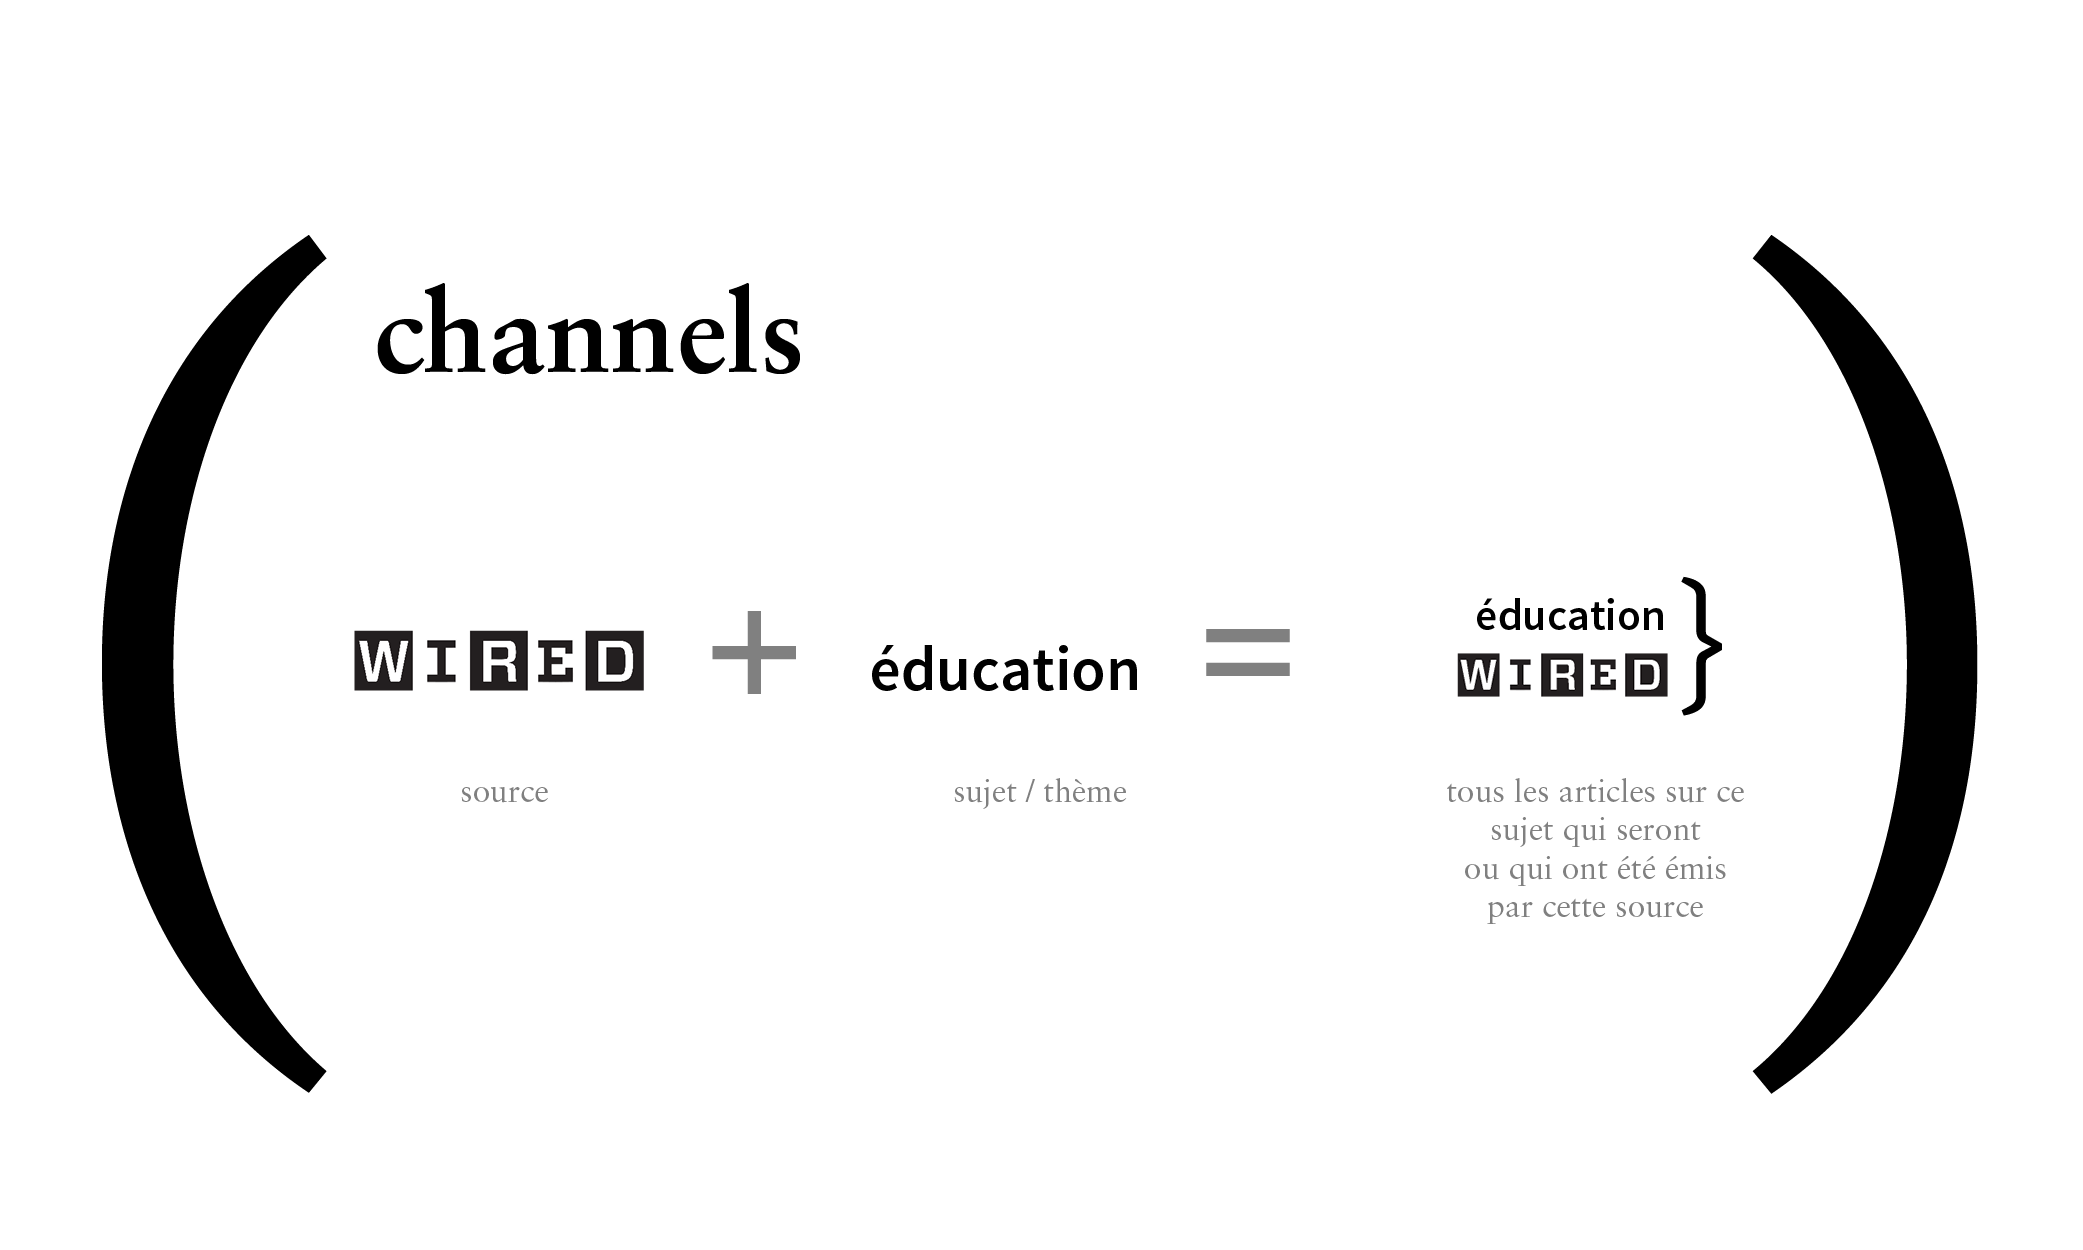 channels
WIRED + éducation = éducation }
WIRED
source
sujet / thème
tous les articles sur ce
sujet qui seront
ou qui ont été émis
par cette source